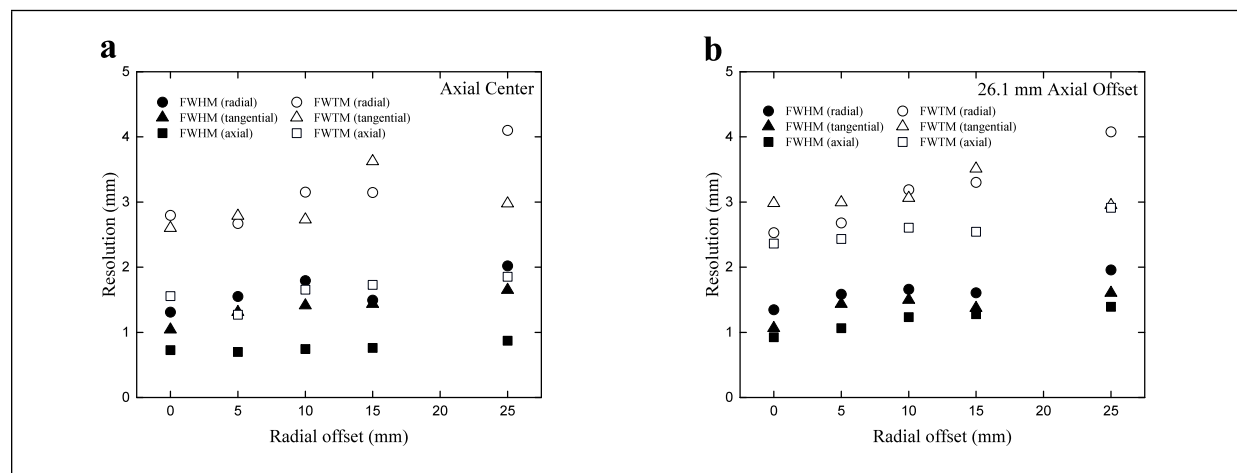 a
Axial Center
FWHM (radial) FWTM (radial)
FWHM (tangential) FWTM (tangential)
FWHM (axial) FWTM (axial)
Resolution (mm)
5
4
3
2
1
0
0 5 10 15 20 25
Radial offset (mm)
b
26.1 mm Axial Offset
FWHM (radial) FWTM (radial)
FWHM (tangential) FWTM (tangential)
FWHM (axial) FWTM (axial)
Resolution (mm)
5
4
3
2
1
0
0 5 10 15 20 25
Radial offset (mm)